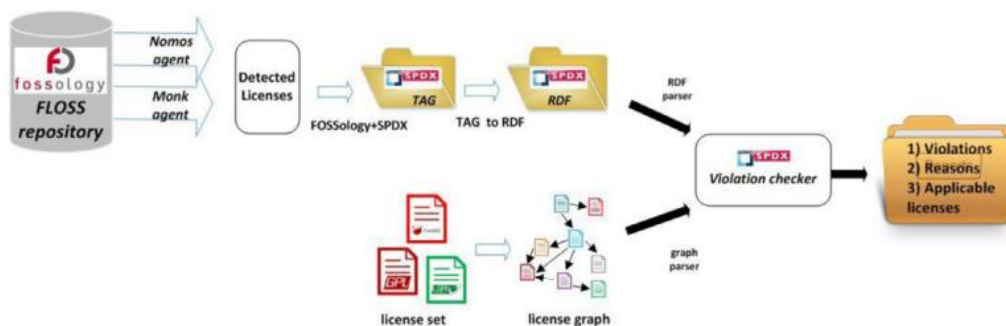 Nomos
agent
fossology
FLOSS
repository
Monk
agent
Detected
Licenses
FOSSology+SPDX
SPDX
TAG
TAG to RDF
SPDX
RDF
RDF
parser
SPDX
Violation checker
1) Violations
2) Reasons
3) Applicable
licenses
GPL
license set
license graph
graph
parser